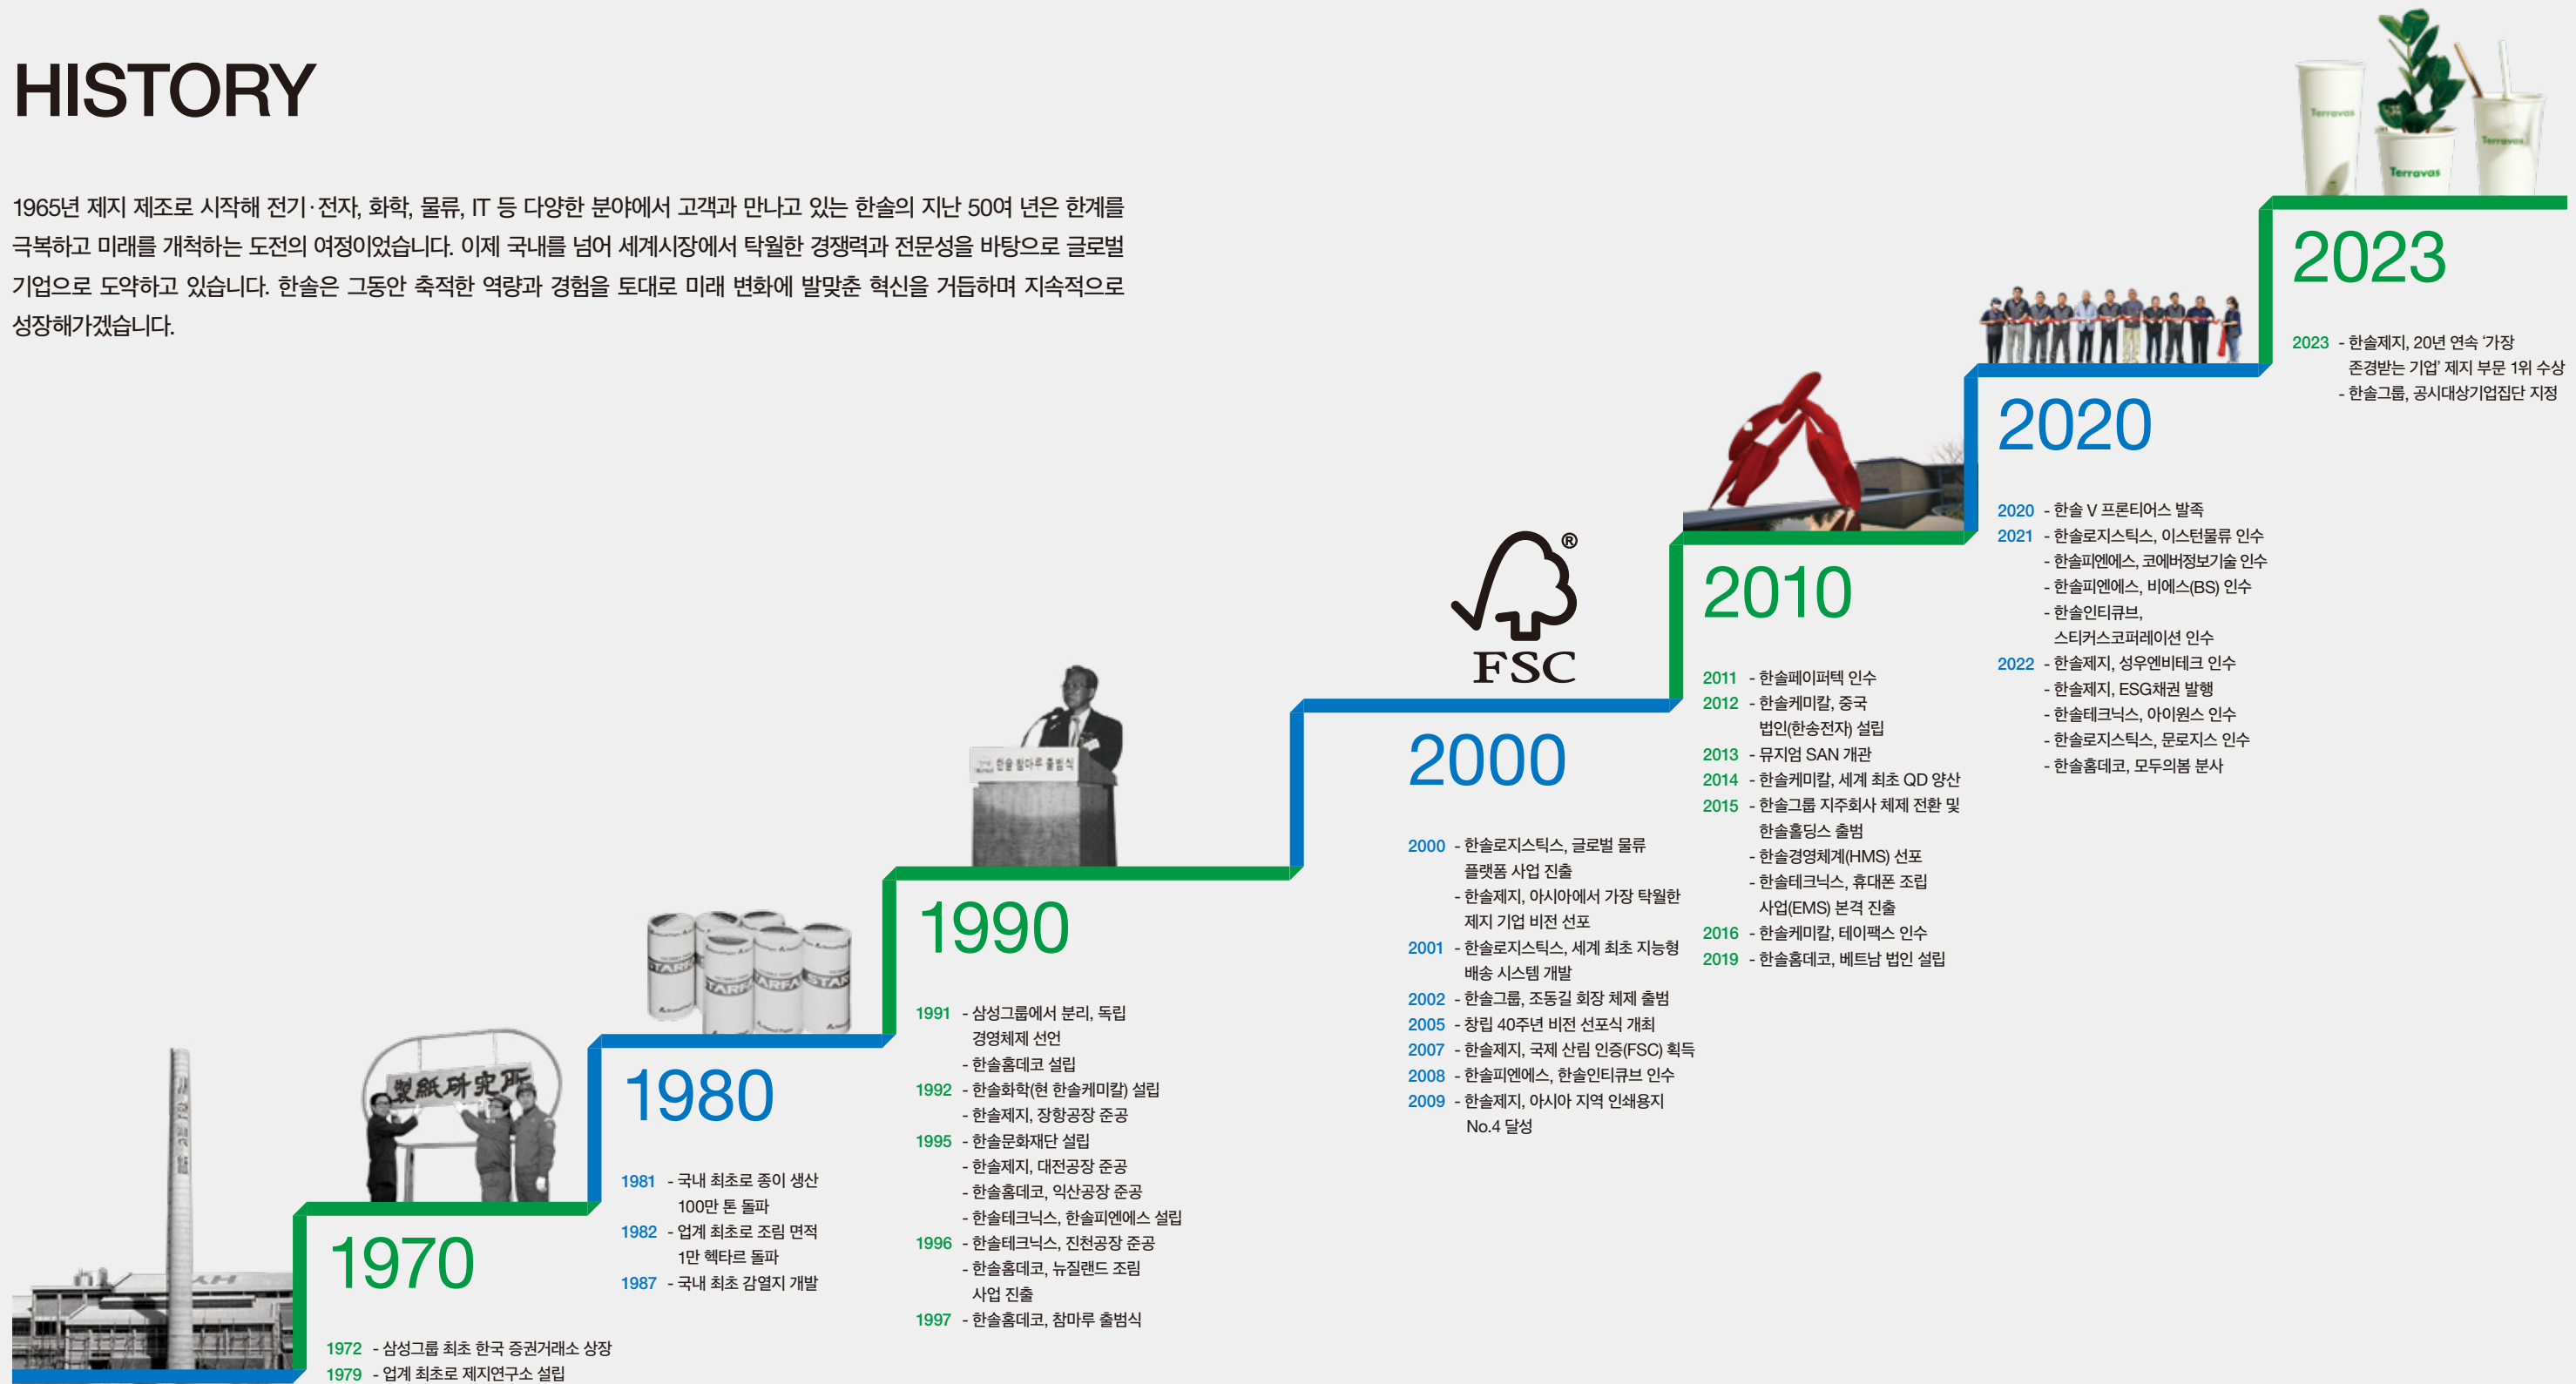 HISTORY
1965년 제지 제조로 시작해 전기·전자, 화학, 물류, IT 등 다양한 분야에서 고객과 만나고 있는 한솔의 지난 50여 년은 한계를
극복하고 미래를 개척하는 도전의 여정이었습니다. 이제 국내를 넘어 세계시장에서 탁월한 경쟁력과 전문성을 바탕으로 글로벌
기업으로 도약하고 있습니다. 한솔은 그동안 축적한 역량과 경험을 토대로 미래 변화에 발맞춘 혁신을 거듭하며 지속적으로
성장해가겠습니다.
製紙研究所
1970
1972 - 삼성그룹 최초 한국 증권거래소 상장
1979 - 업계 최초로 제지연구소 설립
STARFA
1980
1981 - 국내 최초로 종이 생산
100만 톤 돌파
1982 - 업계 최초로 조림 면적
1만 헥타르 돌파
1987 - 국내 최초 감열지 개발
한솔 참마루 출범식
1990
1991 - 삼성그룹에서 분리, 독립
경영체제 선언
- 한솔홈데코 설립
1992 - 한솔화학(현 한솔케미칼) 설립
- 한솔제지, 장항공장 준공
1995 - 한솔문화재단 설립
- 한솔제지, 대전공장 준공
- 한솔홈데코, 익산공장 준공
- 한솔테크닉스, 한솔피엔에스 설립
1996 - 한솔테크닉스, 진천공장 준공
- 한솔홈데코, 뉴질랜드 조림
사업 진출
1997 - 한솔홈데코, 참마루 출범식
®
FSC
2000
2000 - 한솔로지스틱스, 글로벌 물류
플랫폼 사업 진출
- 한솔제지, 아시아에서 가장 탁월한
제지 기업 비전 선포
2001 - 한솔로지스틱스, 세계 최초 지능형
배송 시스템 개발
2002 - 한솔그룹, 조동길 회장 체제 출범
2005 - 창립 40주년 비전 선포식 개최
2007 - 한솔제지, 국제 산림 인증(FSC) 획득
2008 - 한솔피엔에스, 한솔인티큐브 인수
2009 - 한솔제지, 아시아 지역 인쇄용지
No.4 달성
2010
2011 - 한솔페이퍼텍 인수
2012 - 한솔케미칼, 중국
법인(한송전자) 설립
2013 - 뮤지엄 SAN 개관
2014 - 한솔케미칼, 세계 최초 QD 양산
2015 - 한솔그룹 지주회사 체제 전환 및
한솔홀딩스 출범
- 한솔경영체계(HMS) 선포
- 한솔테크닉스, 휴대폰 조립
사업(EMS) 본격 진출
2016 - 한솔케미칼, 테이팩스 인수
2019 - 한솔홈데코, 베트남 법인 설립
2020
2020 - 한솔 V 프론티어스 발족
2021 - 한솔로지스틱스, 이스턴물류 인수
- 한솔피엔에스, 코에버정보기술 인수
- 한솔피엔에스, 비에스(BS) 인수
- 한솔인티큐브,
스티커스코퍼레이션 인수
2022 - 한솔제지, 성우엔비테크 인수
- 한솔제지, ESG채권 발행
- 한솔테크닉스, 아이원스 인수
- 한솔로지스틱스, 문로지스 인수
- 한솔홈데코, 모두의봄 분사
Terravas
Terravas
Terravas
2023
2023 - 한솔제지, 20년 연속 ‘가장
존경받는 기업’ 제지 부문 1위 수상
- 한솔그룹, 공시대상기업집단 지정